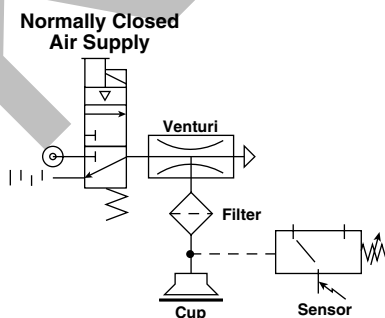 Normally Closed
Air Supply
Venturi
Filter
Cup
Sensor